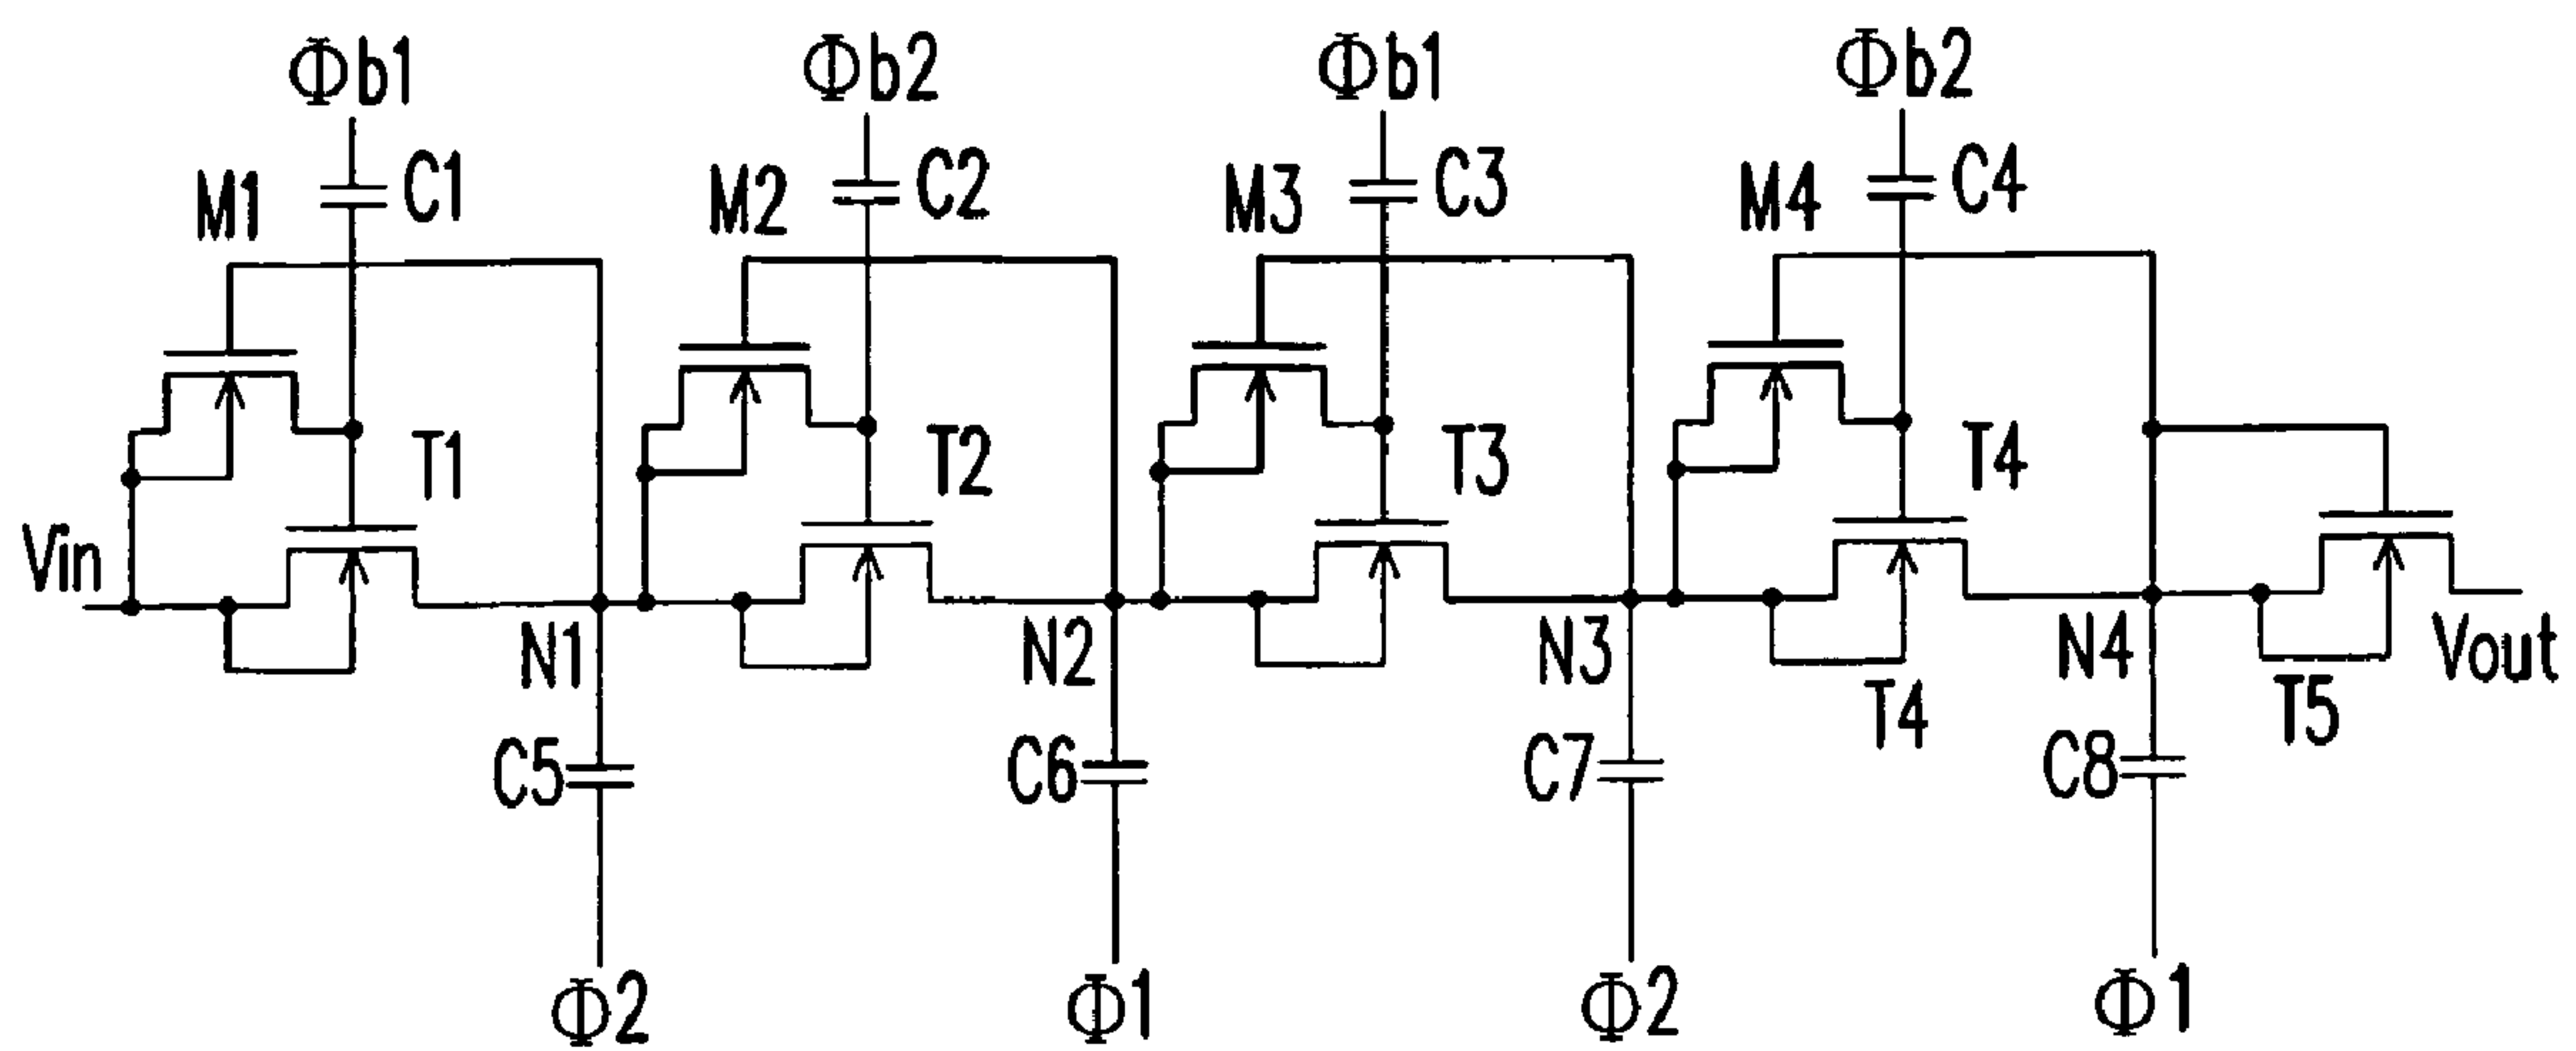 Φb1 Φb2 Φb1 Φb2
M1 C1 M2 C2 M3 C3 M4 C4
T1 T2 T3 T4
Vin N1 N2 N3 N4 Vout
T4 T5
C5 C6 C7 C8
Φ2 Φ1 Φ2 Φ1